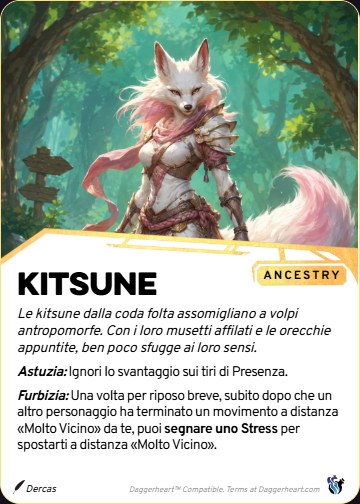 KITSUNE
ANCESTRY
Le kitsune dalla coda folta assomigliano a volpi
antropomorfe. Con i loro musetti affilati e le orecchie
appuntite, ben poco sfugge ai loro sensi.
Astuzia: Ignori lo svantaggio sui tiri di Presenza.
Furbizia: Una volta per riposo breve, subito dopo che un
altro personaggio ha terminato un movimento a distanza
«Molto Vicino» da te, puoi segnare uno Stress per
spostarti a distanza «Molto Vicino».
Dercas
Daggerheart™ Compatible. Terms at Daggerheart.com